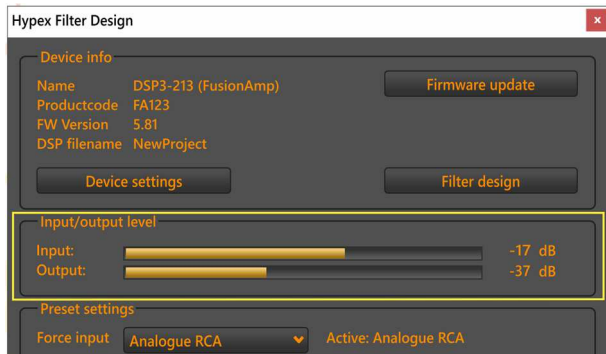 Hypex Filter Design
x
Device info
Name DSP3-213 (FusionAmp)
Firmware update
Productcode FA123
FW Version 5.81
DSP filename NewProject
Device settings
Filter design
Input/output level
Input: -17 dB
Output: -37 dB
Preset settings
Force input Analogue RCA Active: Analogue RCA